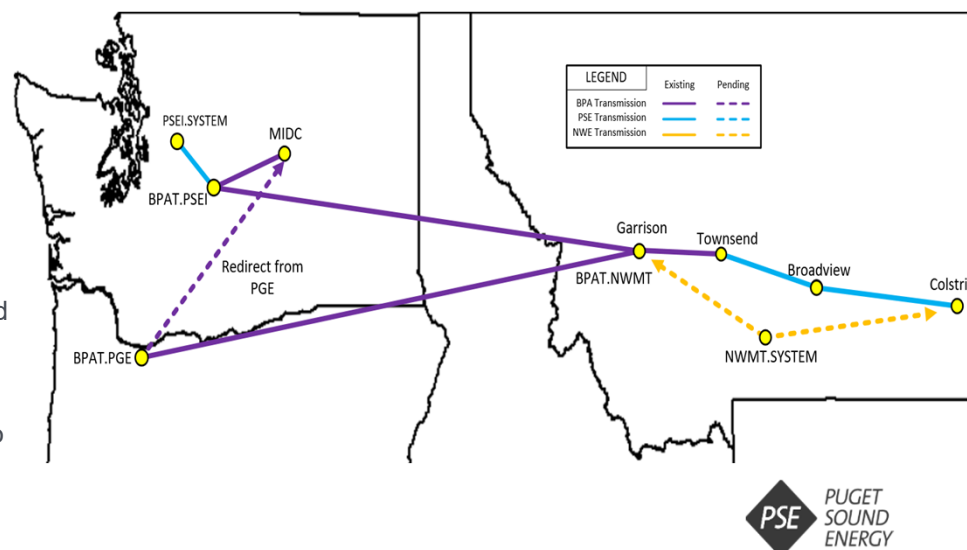 LEGEND Existing Pending
BPA Transmission
PSE Transmission
NWE Transmission
PSEI.SYSTEM
MIDC
BPAT.PSEI
Garrison
Townsend
BPAT.NWMT
Broadview
Colstri
Redirect from
PGE
d
BPAT.PGE
NWMT.SYSTEM
o
PSE
PUGET
SOUND
ENERGY